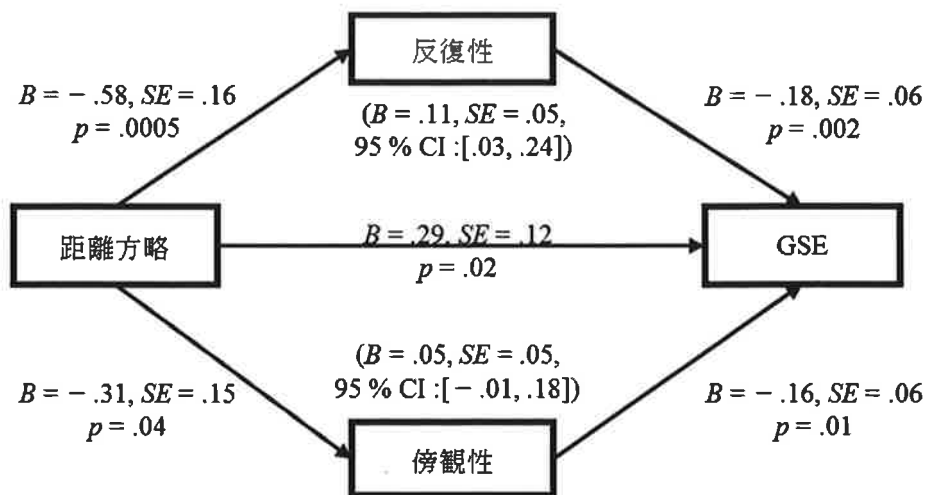 反復性
B = − .58, SE = .16
p = .0005
(B = .11, SE = .05,
95 % CI :[.03, .24])
B = − .18, SE = .06
p = .002
距離方略
B = .29. SE = .12
p = .02
GSE
(B = .05, SE = .05,
95 % CI :[− .01, .18])
B = − .31, SE = .15
p = .04
B = − .16, SE = .06
p = .01
傍観性